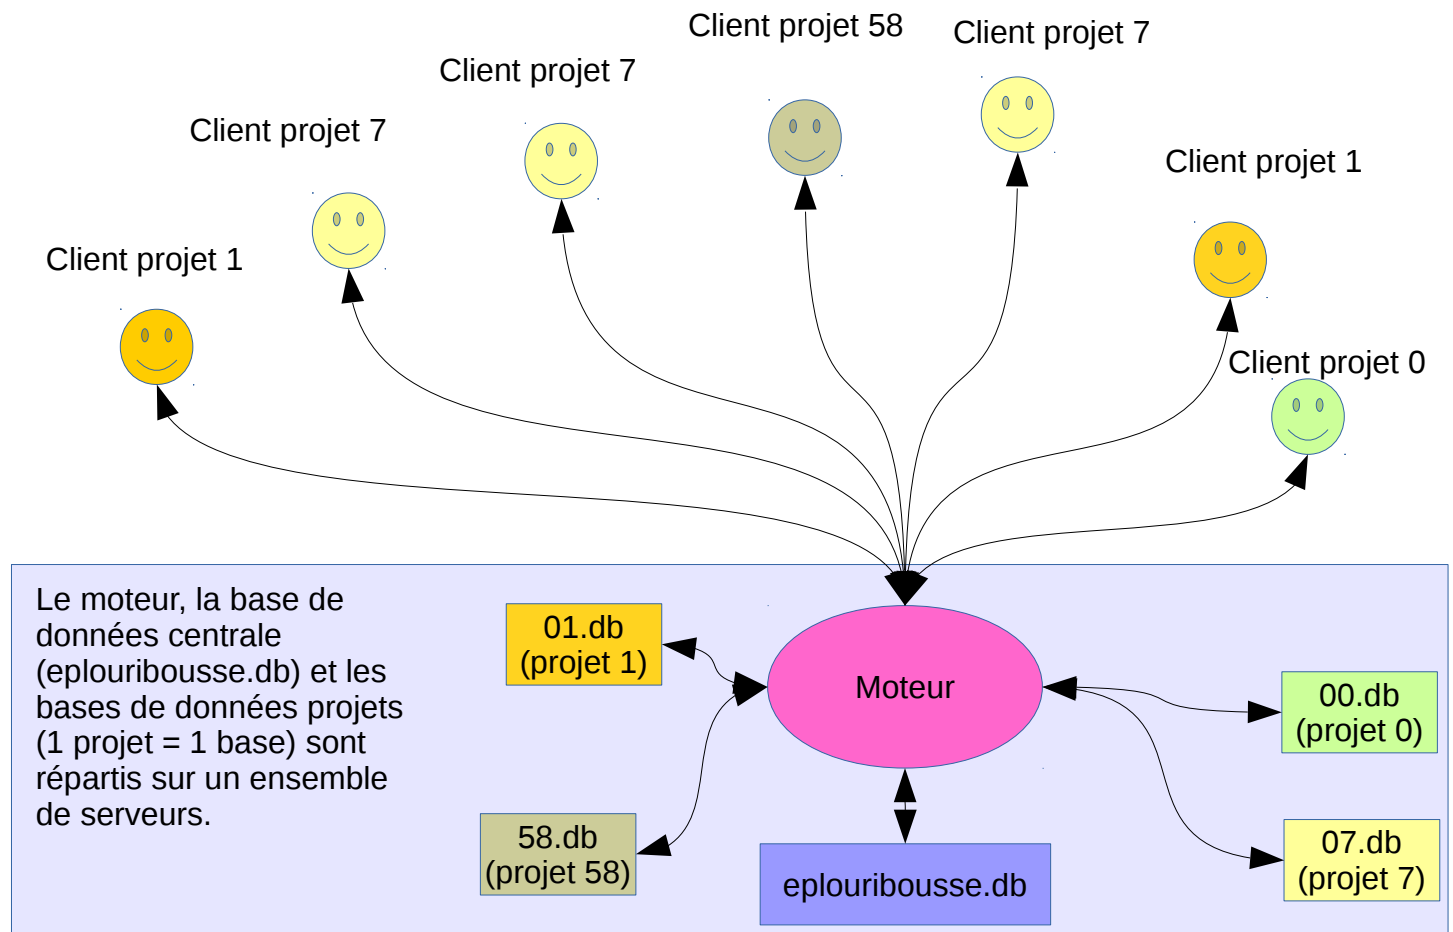 Client projet 58
Client projet 7
Client projet 7
Client projet 7
Client projet 1
Client projet 1
Client projet 0
Le moteur, la base de
données centrale
(eplouribousse.db) et les
bases de données projets
(1 projet = 1 base) sont
répartis sur un ensemble
de serveurs.
01.db
(projet 1)
Moteur
00.db
(projet 0)
58.db
(projet 58)
eplouribousse.db
07.db
(projet 7)